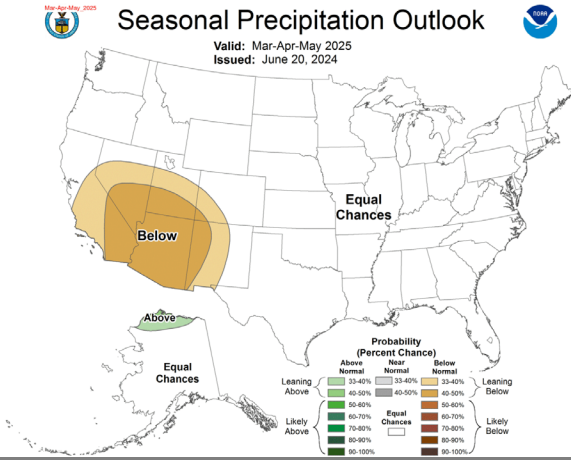 Mar-Apr-May_2025
Seasonal Precipitation Outlook
Valid: Mar-Apr-May 2025
Issued: June 20, 2024
NOAA
Equal
Chances
Below
Above
Equal
Chances
Probability
(Percent Chance)
Above
Normal
Near
Normal
Below
Normal
Leaning
Above
33-40%
40-50%
Likely
Above
50-60%
60-70%
70-80%
80-90%
90-100%
33-40%
40-50%
Equal
Chances
33-40%
40-50%
Leaning
Below
50-60%
60-70%
70-80%
80-90%
90-100%
Likely
Below